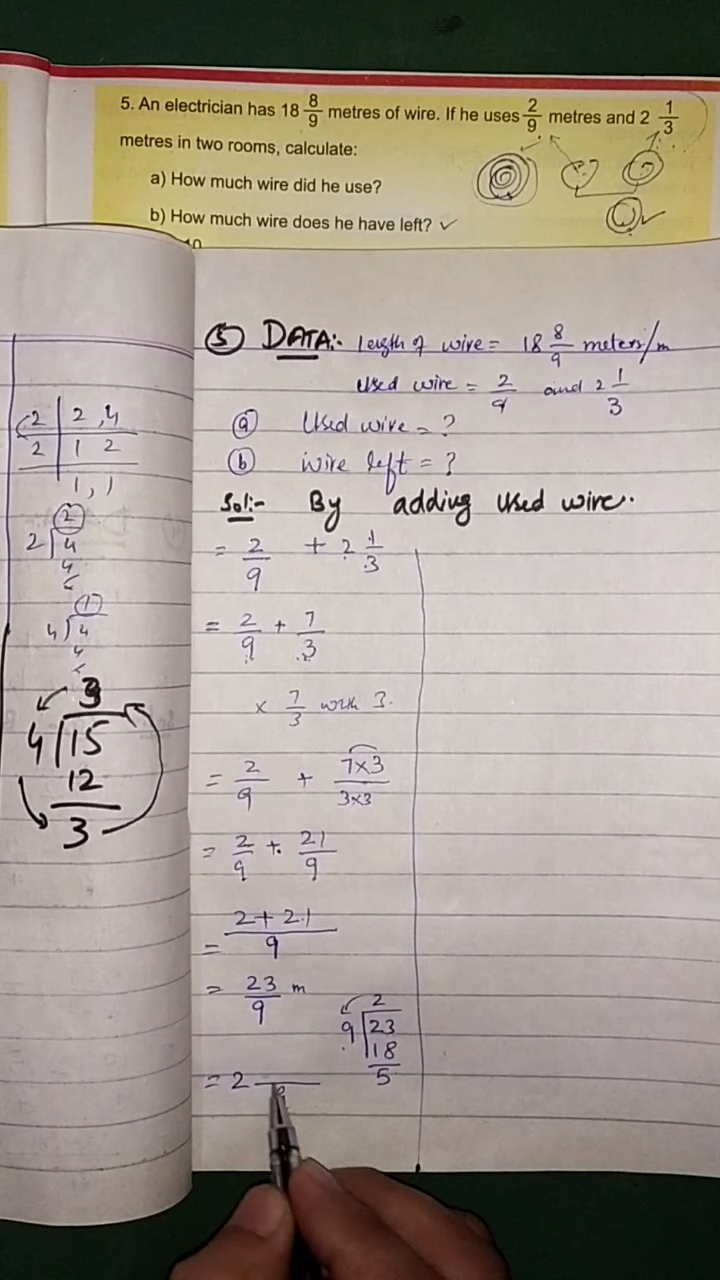 5. An electrician has 18 8/9 metres of wire. If he uses 2/9 metres and 2 1/3
metres in two rooms, calculate:
a) How much wire did he use?
b) How much wire does he have left? ✓
10
⑤ DATA:- Length of wire = 18 8/9 meters/m
Used wire = 2/9 and 2 1/3
ⓐ Used wire = ?
ⓑ wire left = ?
Sol:- By adding used wire.
= 2/9 + 2 1/3
= 2/9 + 7/3
× 7/3 with 3.
= 2/9 + 7×3/3×3
= 2/9 + 21/9
= 2+21/9
= 23/9 m
2
9 23
18
5
= 2
2 2,4
2 1 2
1,1
2
2 4
4
1
4 4
4
3
4 15
12
3